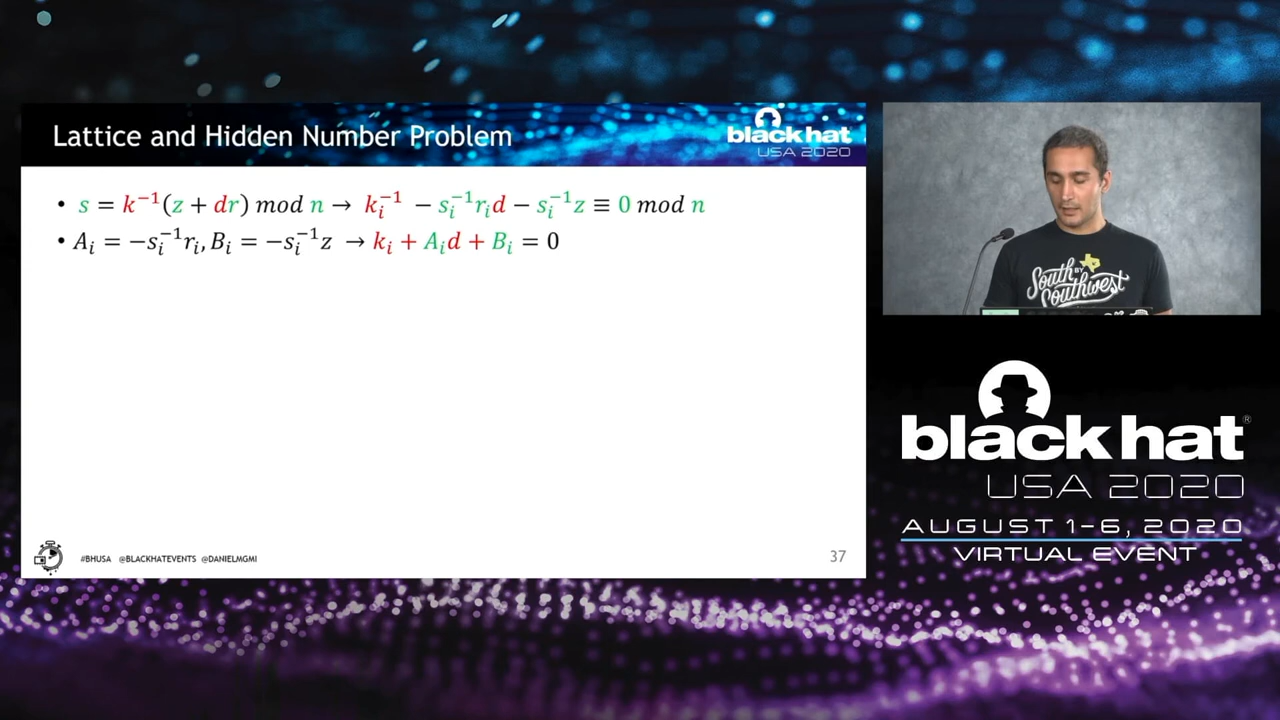 Lattice and Hidden Number Problem
black hat
USA 2020
• s = k⁻¹(z + dr) mod n → kᵢ⁻¹ − sᵢ⁻¹rᵢd − sᵢ⁻¹z ≡ 0 mod n
• Aᵢ = −sᵢ⁻¹rᵢ, Bᵢ = −sᵢ⁻¹z → kᵢ + Aᵢd + Bᵢ = 0
#BHUSA @BLACKHATEVENTS @DANIELMGMI
37
South
BY
Southwest
black hat®
USA 2020
AUGUST 1-6, 2020
VIRTUAL EVENT